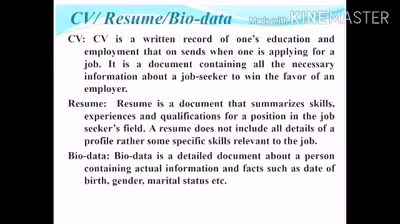 CV/ Resume/Bio-data
Made with KINEMASTER
CV: CV is a written record of one's education and
employment that on sends when one is applying for a
job. It is a document containing all the necessary
information about a job-seeker to win the favor of an
employer.
Resume: Resume is a document that summarizes skills,
experiences and qualifications for a position in the job
seeker's field. A resume does not include all details of a
profile rather some specific skills relevant to the job.
Bio-data: Bio-data is a detailed document about a person
containing actual information and facts such as date of
birth, gender, marital status etc.